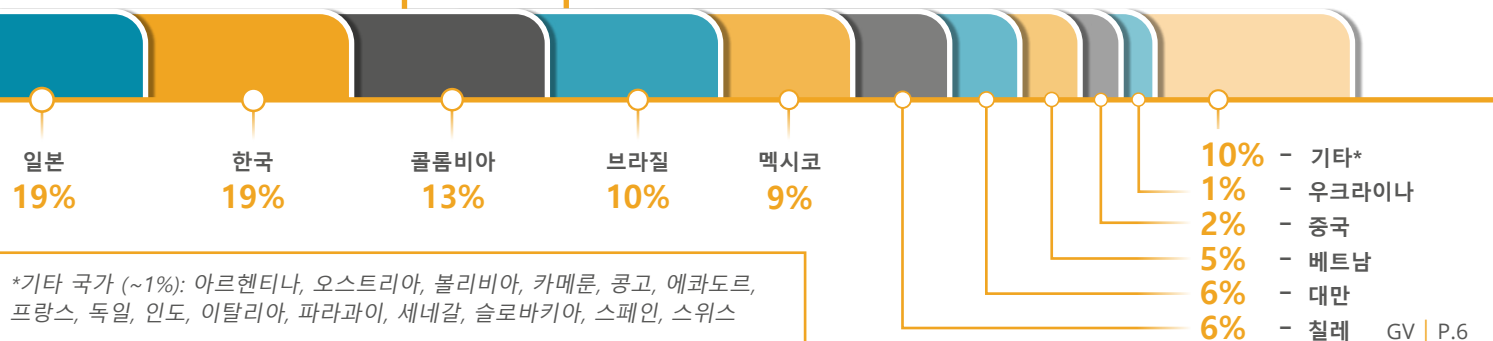 일본
19%
한국
19%
콜롬비아
13%
브라질
10%
멕시코
9%
10% - 기타*
1% - 우크라이나
2% - 중국
5% - 베트남
6% - 대만
6% - 칠레
*기타 국가 (~1%): 아르헨티나, 오스트리아, 볼리비아, 카메룬, 콩고, 에콰도르,
프랑스, 독일, 인도, 이탈리아, 파라과이, 세네갈, 슬로바키아, 스페인, 스위스
GV | P.6